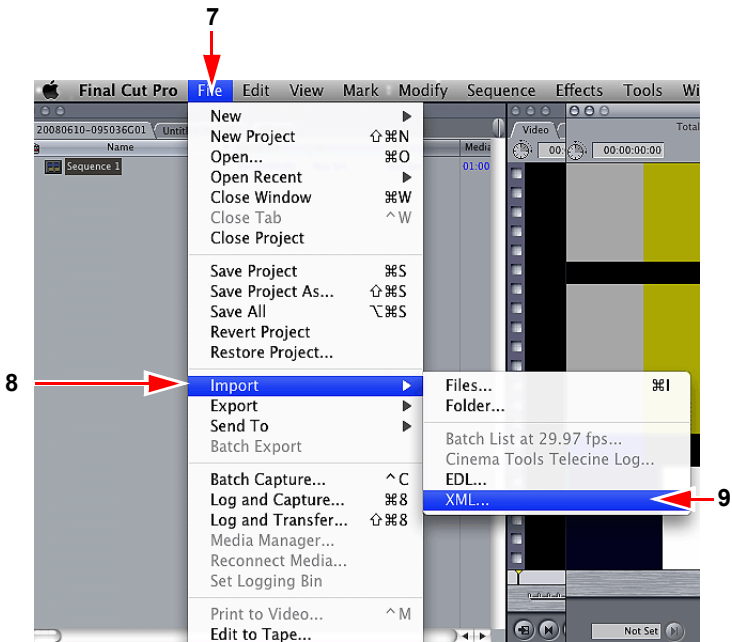 7
Final Cut Pro File Edit View Mark Modify Sequence Effects Tools Wi
20080610-095036G01 Untit
Name Media
Sequence 1 01:00
New
New Project ⇧⌘N
Open... ⌘O
Open Recent
Close Window ⌘W
Close Tab ^W
Close Project
Save Project ⌘S
Save Project As... ⇧⌘S
Save All ⌥⌘S
Revert Project
Restore Project...
8
Import
Export
Send To
Batch Export
Batch Capture... ^C
Log and Capture... ⌘8
Log and Transfer... ⇧⌘8
Media Manager...
Reconnect Media...
Set Logging Bin
Print to Video... ^M
Edit to Tape...
Files... ⌘I
Folder...
Batch List at 29.97 fps...
Cinema Tools Telecine Log...
EDL...
XML...
9
Video Total
00: 00:00:00:00
Not Set